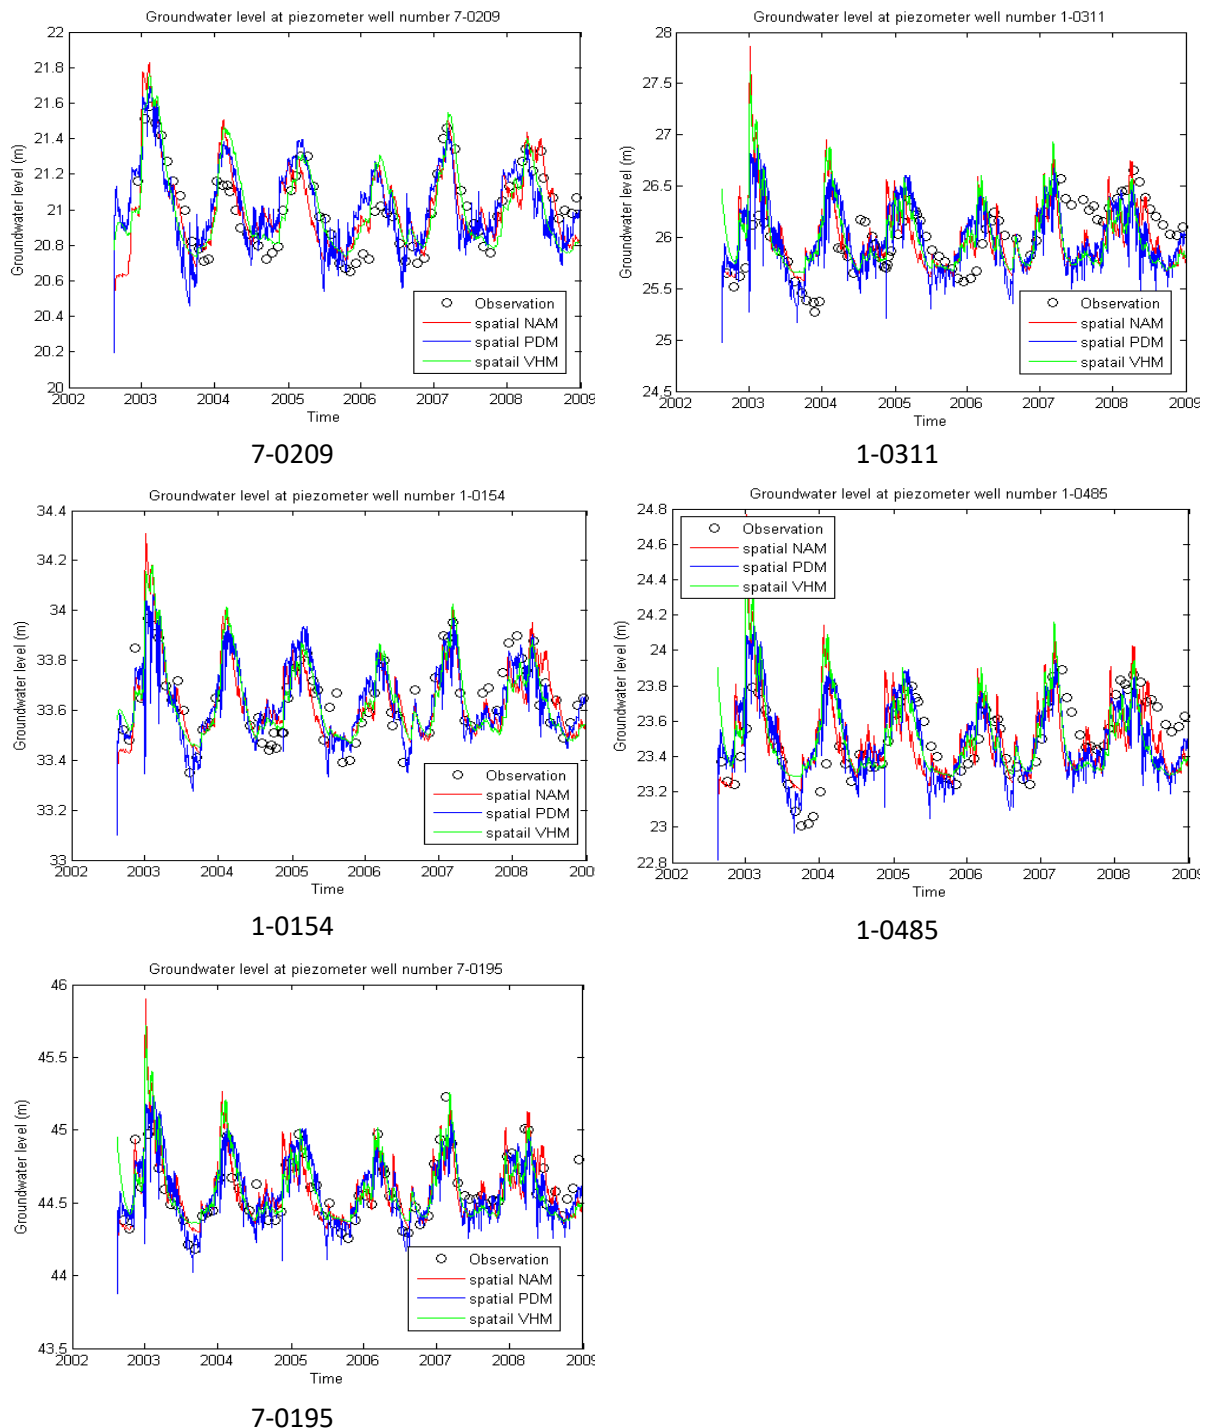 Groundwater level at piezometer well number 7-0209
22
21.8
21.6
21.4
21.2
21
20.8
20.6
20.4
20.2
20
Groundwater level (m)
Observation
spatial NAM
spatial PDM
spatail VHM
2002 2003 2004 2005 2006 2007 2008 2009
Time
7-0209
Groundwater level at piezometer well number 1-0311
28
27.5
27
26.5
26
25.5
25
24.5
Groundwater level (m)
Observation
spatial NAM
spatial PDM
spatail VHM
2002 2003 2004 2005 2006 2007 2008 2009
Time
1-0311
Groundwater level at piezometer well number 1-0154
34.4
34.2
34
33.8
33.6
33.4
33.2
33
Groundwater level (m)
Observation
spatial NAM
spatial PDM
spatail VHM
2002 2003 2004 2005 2006 2007 2008 200
Time
1-0154
Groundwater level at piezometer well number 1-0485
24.8
24.6
24.4
24.2
24
23.8
23.6
23.4
23.2
23
22.8
Groundwater level (m)
Observation
spatial NAM
spatial PDM
spatail VHM
2002 2003 2004 2005 2006 2007 2008 2009
Time
1-0485
Groundwater level at piezometer well number 7-0195
46
45.5
45
44.5
44
43.5
Groundwater level (m)
Observation
spatial NAM
spatial PDM
spatail VHM
2002 2003 2004 2005 2006 2007 2008 2009
Time
7-0195